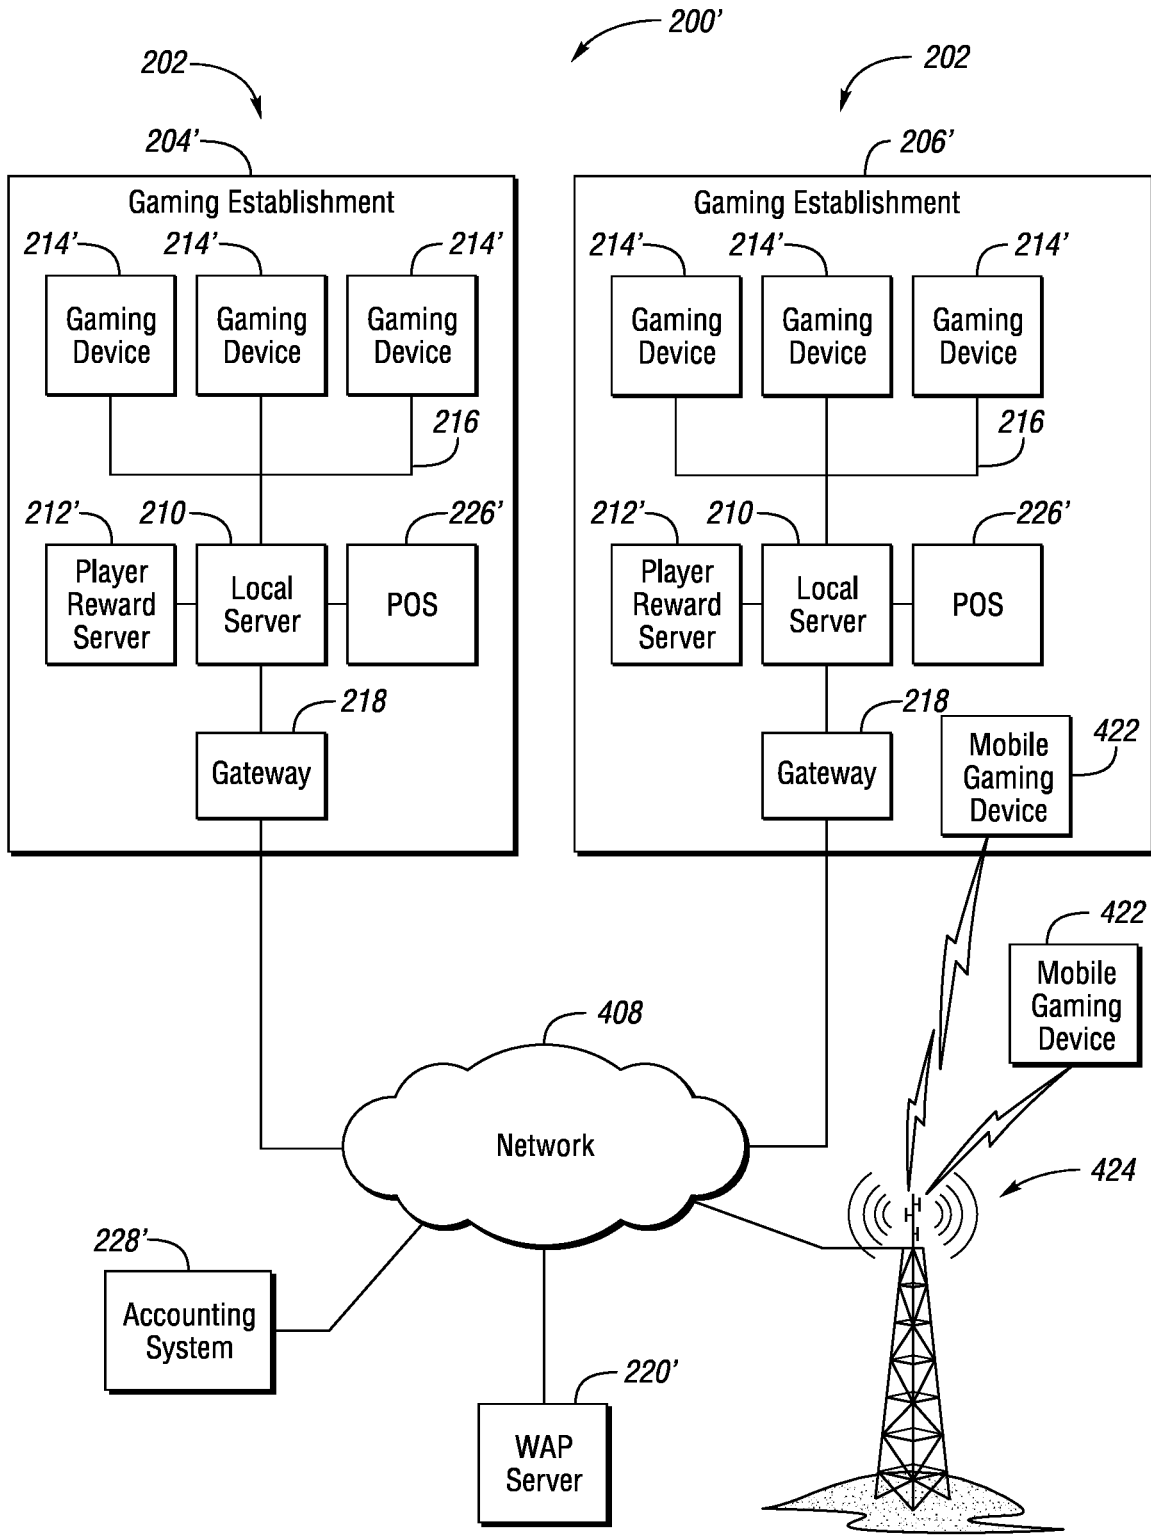 200'
202
202
204'
206'
Gaming Establishment
Gaming Establishment
214'
214'
214'
214'
214'
214'
Gaming
Device
Gaming
Device
Gaming
Device
Gaming
Device
Gaming
Device
Gaming
Device
216
216
212'
210
226'
212'
210
226'
Player
Reward
Server
Local
Server
POS
Player
Reward
Server
Local
Server
POS
218
218
Gateway
Gateway
Mobile
Gaming
Device
422
422
Mobile
Gaming
Device
408
Network
424
228'
Accounting
System
220'
WAP
Server